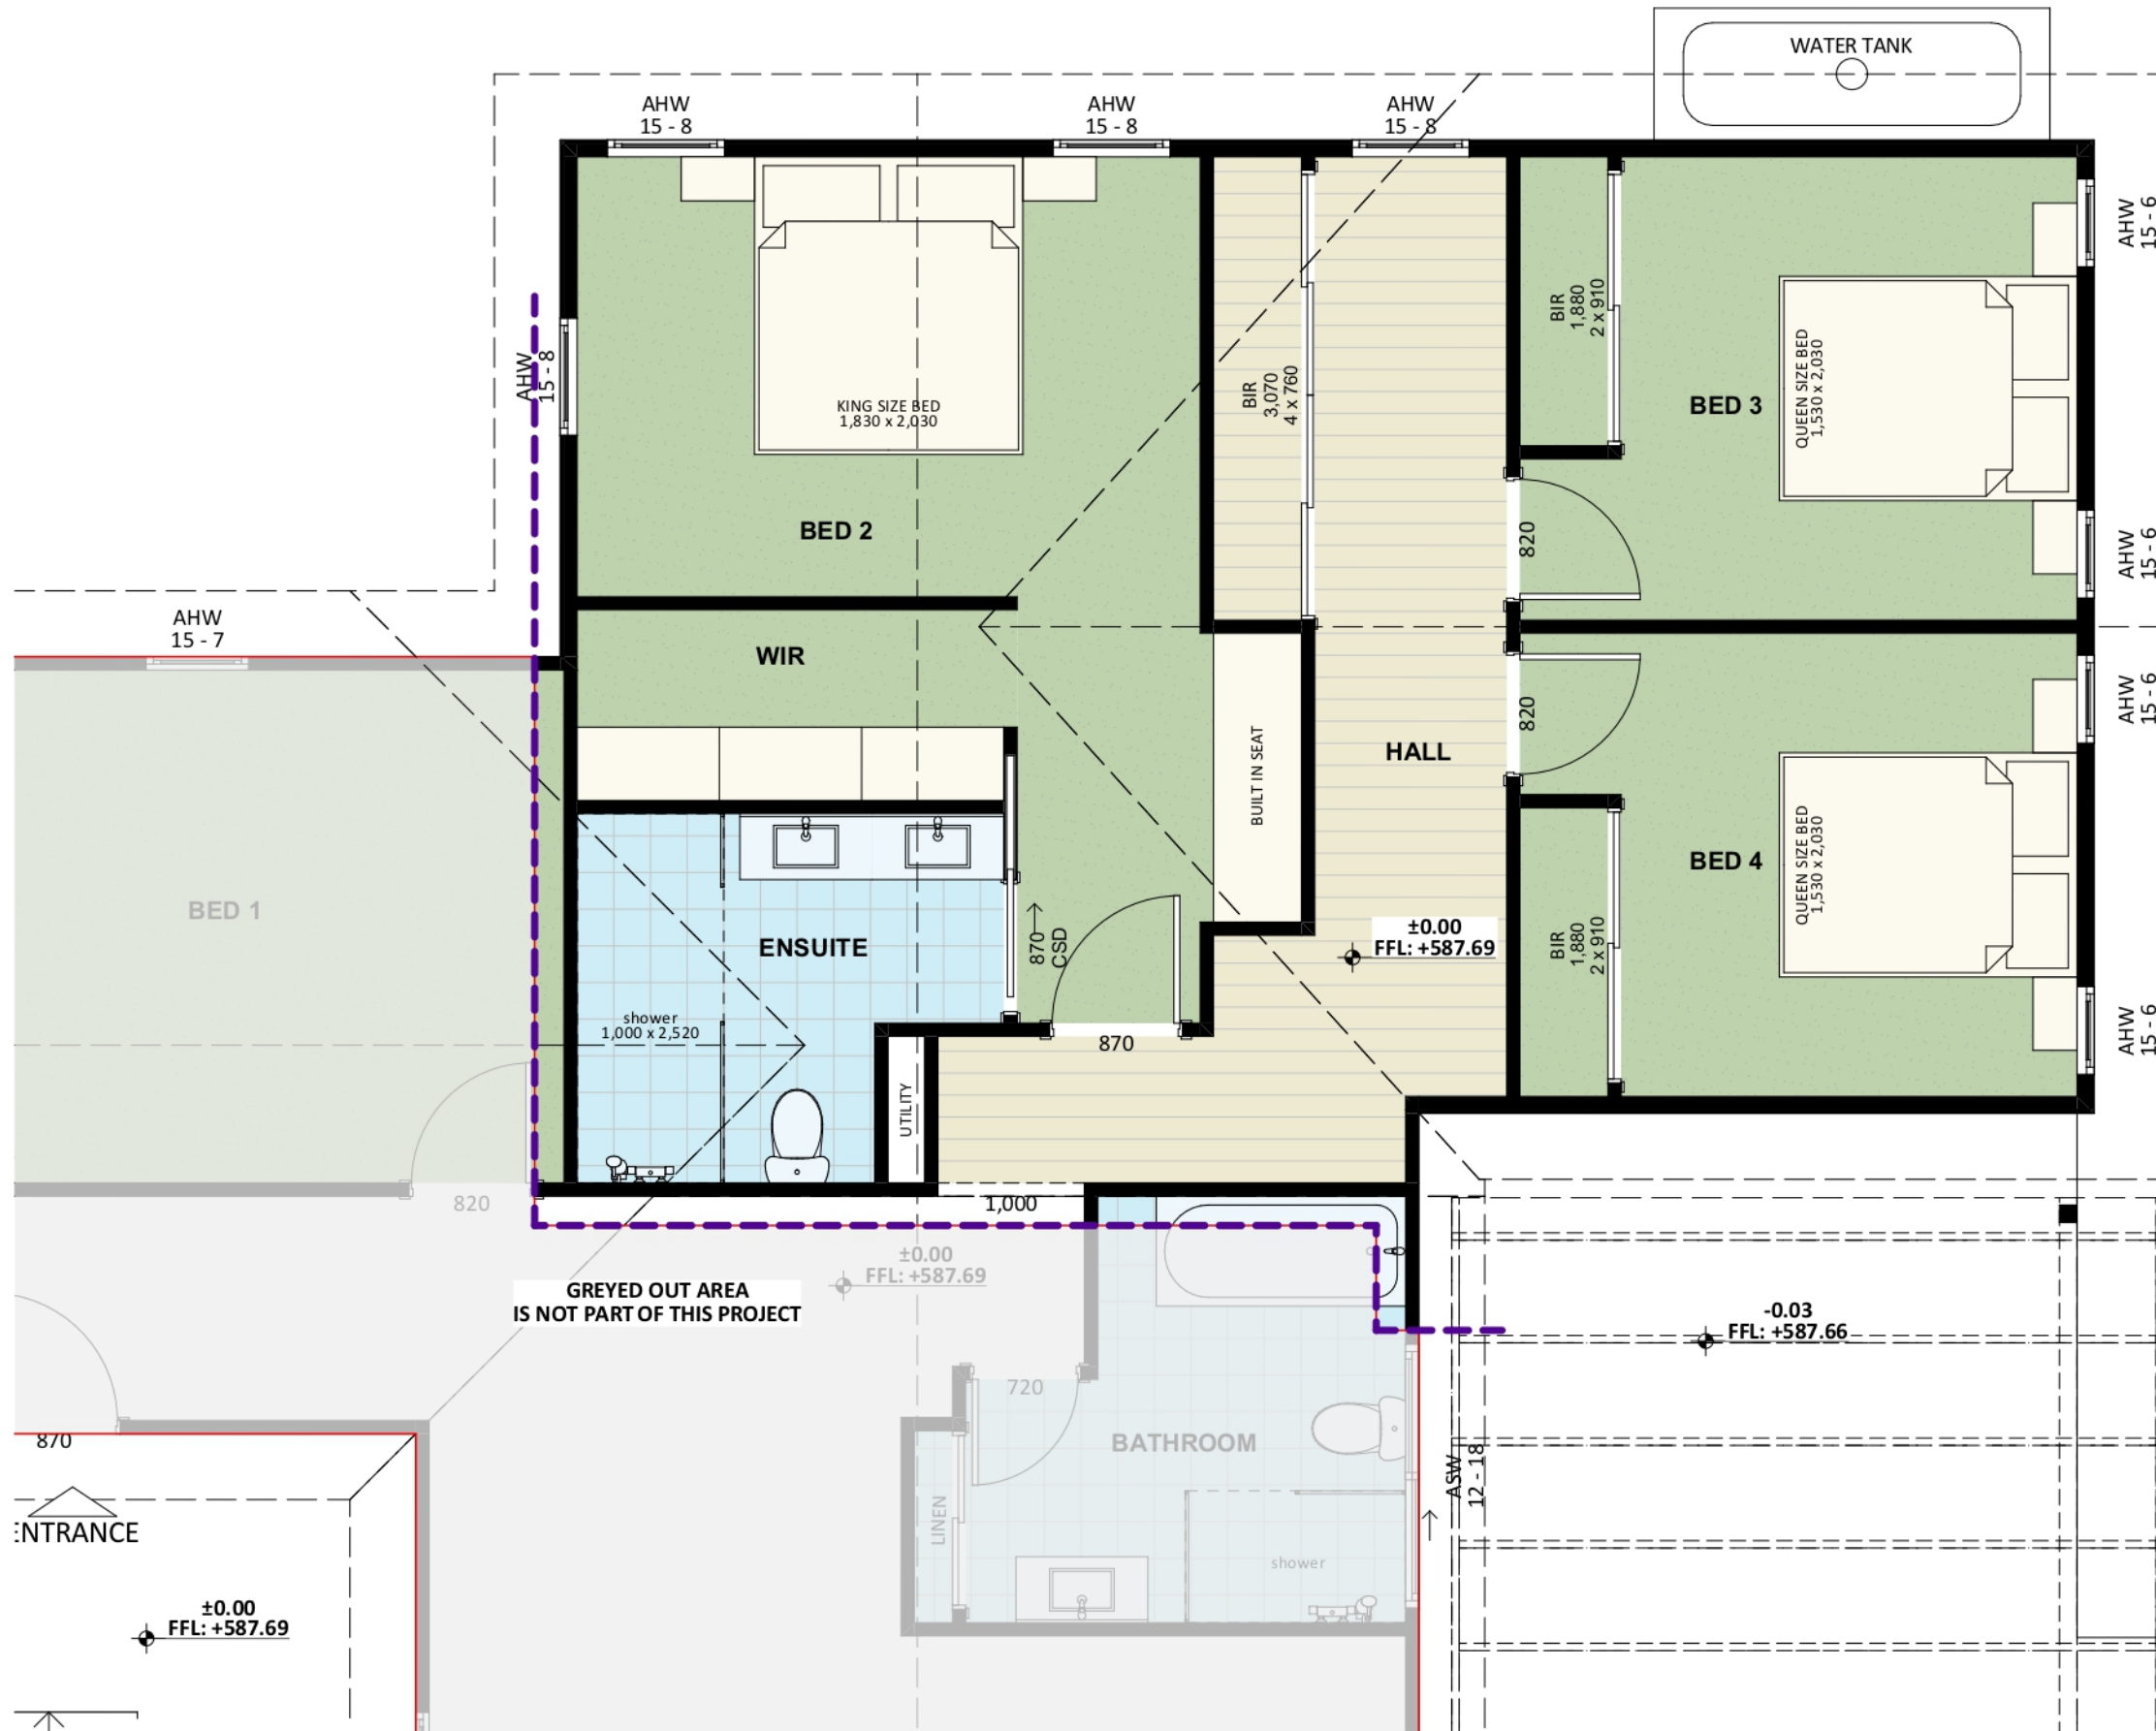 WATER TANK
AHW
15 - 8
AHW
15 - 8
AHW
15 - 8
AHW
15 - 6
AHW
15 - 8
KING SIZE BED
1,830 x 2,030
BIR
3,070
4 x 760
BIR
1,880
2 x 910
BED 3
QUEEN SIZE BED
1,530 x 2,030
BED 2
820
AHW
15 - 6
AHW
15 - 7
WIR
820
AHW
15 - 6
HALL
BUILT IN SEAT
BED 4
QUEEN SIZE BED
1,530 x 2,030
BED 1
ENSUITE
870
CSD
±0.00
FFL: +587.69
BIR
1,880
2 x 910
shower
1,000 x 2,520
870
AHW
15 - 6
UTILITY
820
1,000
±0.00
FFL: +587.69
GREYED OUT AREA
IS NOT PART OF THIS PROJECT
-0.03
FFL: +587.66
720
BATHROOM
870
ASW
12 - 18
ENTRANCE
LINEN
shower
±0.00
FFL: +587.69